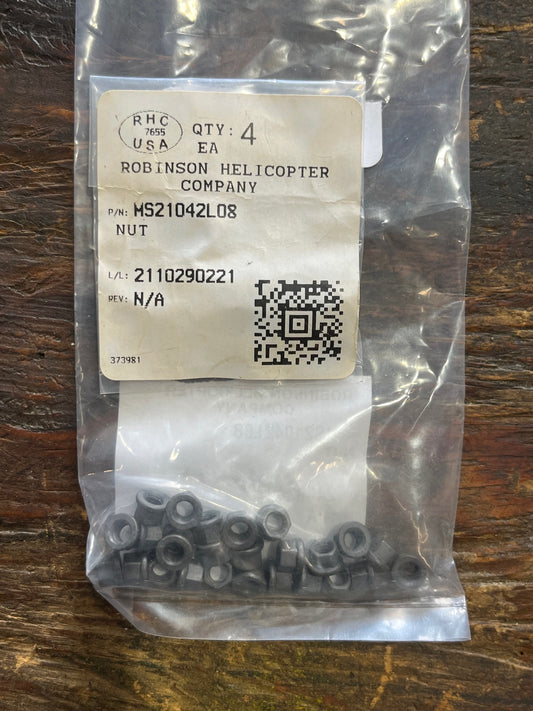 RHC
7655
USA
QTY: 4
EA
ROBINSON HELICOPTER
COMPANY
P/N: MS21042L08
NUT
L/L: 2110290221
REV: N/A
373981